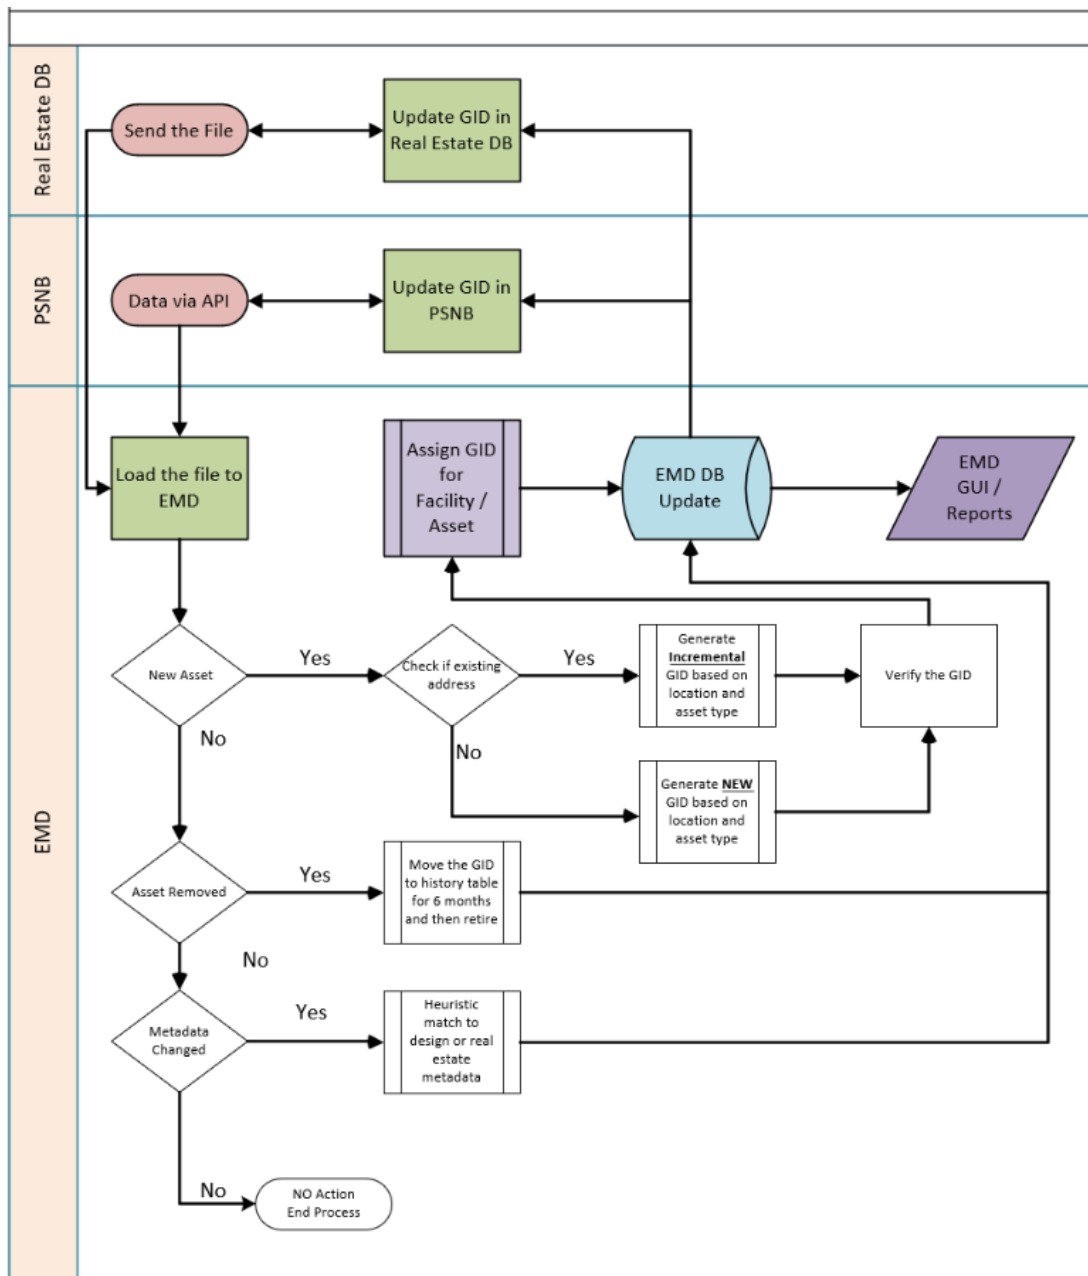 Real Estate DB
Send the File
Update GID in
Real Estate DB
PSNB
Data via API
Update GID in
PSNB
EMD
Load the file to
EMD
Assign GID
for
Facility /
Asset
EMD DB
Update
EMD
GUI /
Reports
New Asset
Yes
Check if existing
address
Yes
Generate
Incremental
GID based on
location and
asset type
Verify the GID
No
No
Generate NEW
GID based on
location and
asset type
Asset Removed
Yes
Move the GID
to history table
for 6 months
and then retire
No
Metadata
Changed
Yes
Heuristic
match to
design or real
estate
metadata
No
NO Action
End Process